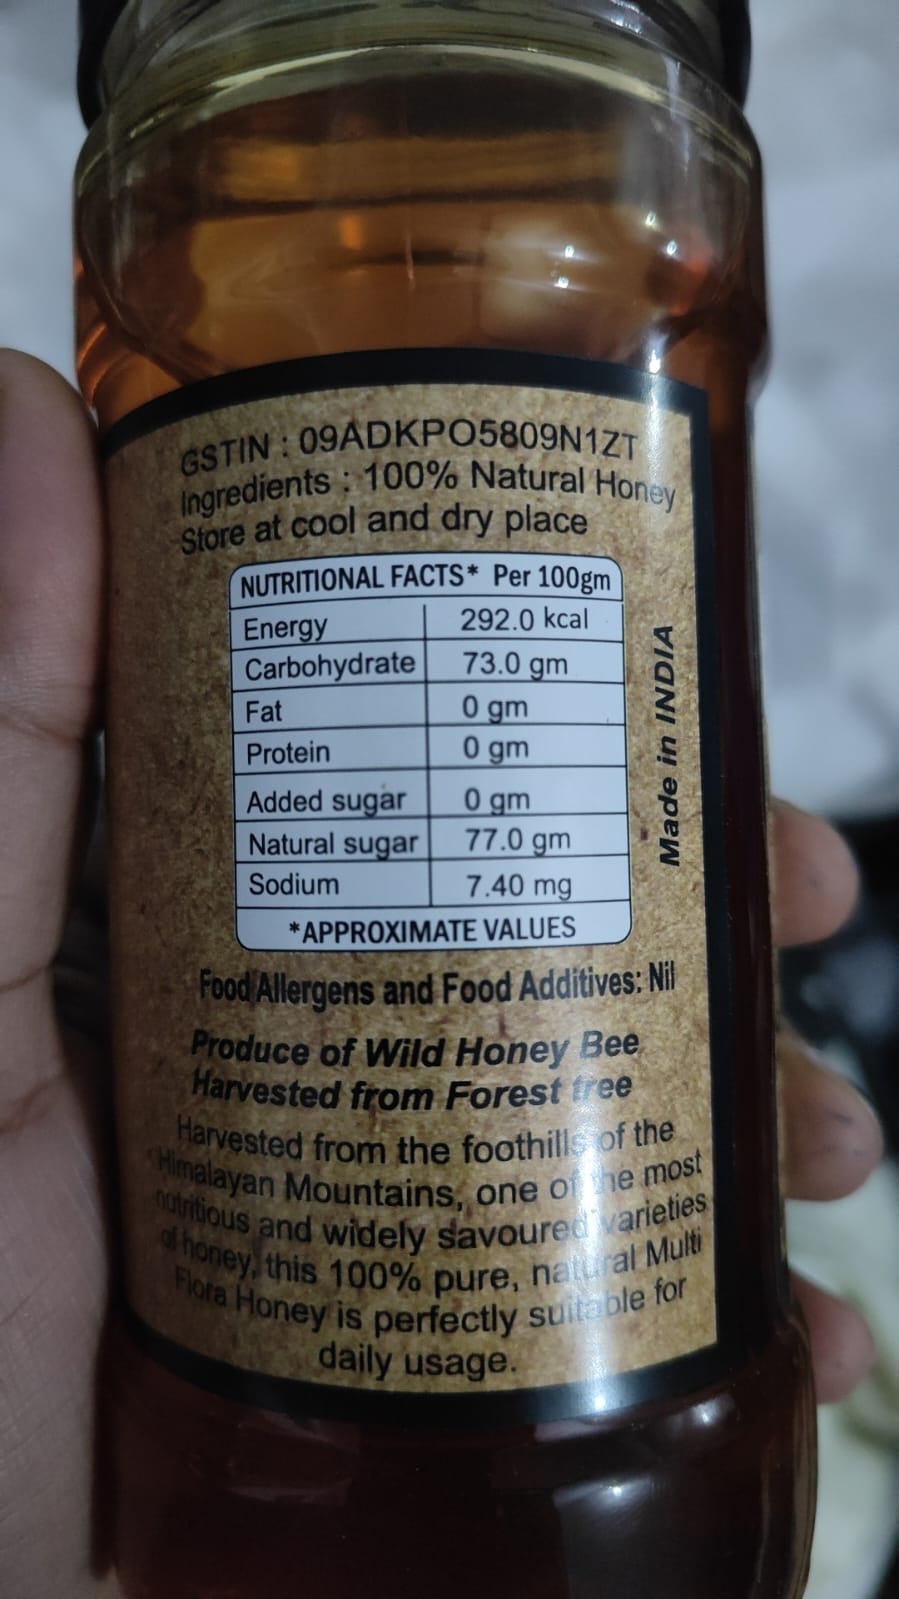 GSTIN : 09ADKPO5809N1ZT
Ingredients : 100% Natural Honey
Store at cool and dry place
NUTRITIONAL FACTS* Per 100gm
Energy 292.0 kcal
Carbohydrate 73.0 gm
Fat 0 gm
Protein 0 gm
Added sugar 0 gm
Natural sugar 77.0 gm
Sodium 7.40 mg
*APPROXIMATE VALUES
Made in INDIA
Food Allergens and Food Additives: Nil
Produce of Wild Honey Bee
Harvested from Forest tree
Harvested from the foothills of the
Himalayan Mountains, one of the most
nutritious and widely savoured varieties
of honey, this 100% pure, natural Multi
Flora Honey is perfectly suitable for
daily usage.